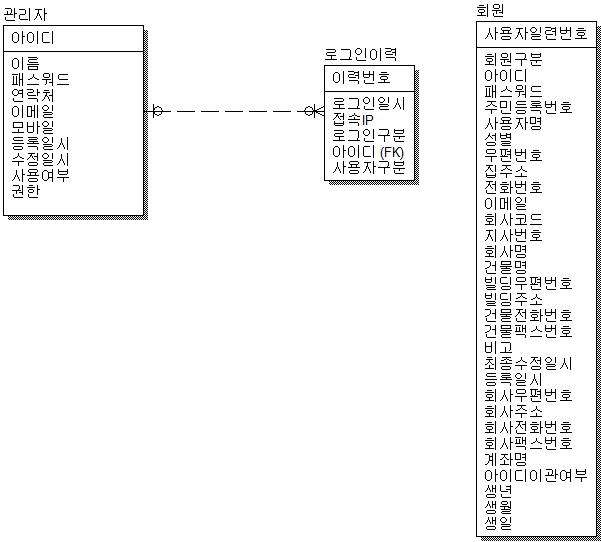 관리자
아이디
이름
패스워드
연락처
이메일
모바일
등록일시
수정일시
사용여부
권한
로그인이력
이력번호
로그인일시
접속IP
로그인구분
아이디 (FK)
사용자구분
회원
사용자일련번호
회원구분
아이디
패스워드
주민등록번호
사용자명
성별
우편번호
집주소
전화번호
이메일
회사코드
지사번호
회사명
건물명
빌딩우편번호
빌딩주소
건물전화번호
건물팩스번호
비고
최종수정일시
등록일시
회사우편번호
회사주소
회사전화번호
회사팩스번호
계좌명
아이디이관여부
생년
생월
생일